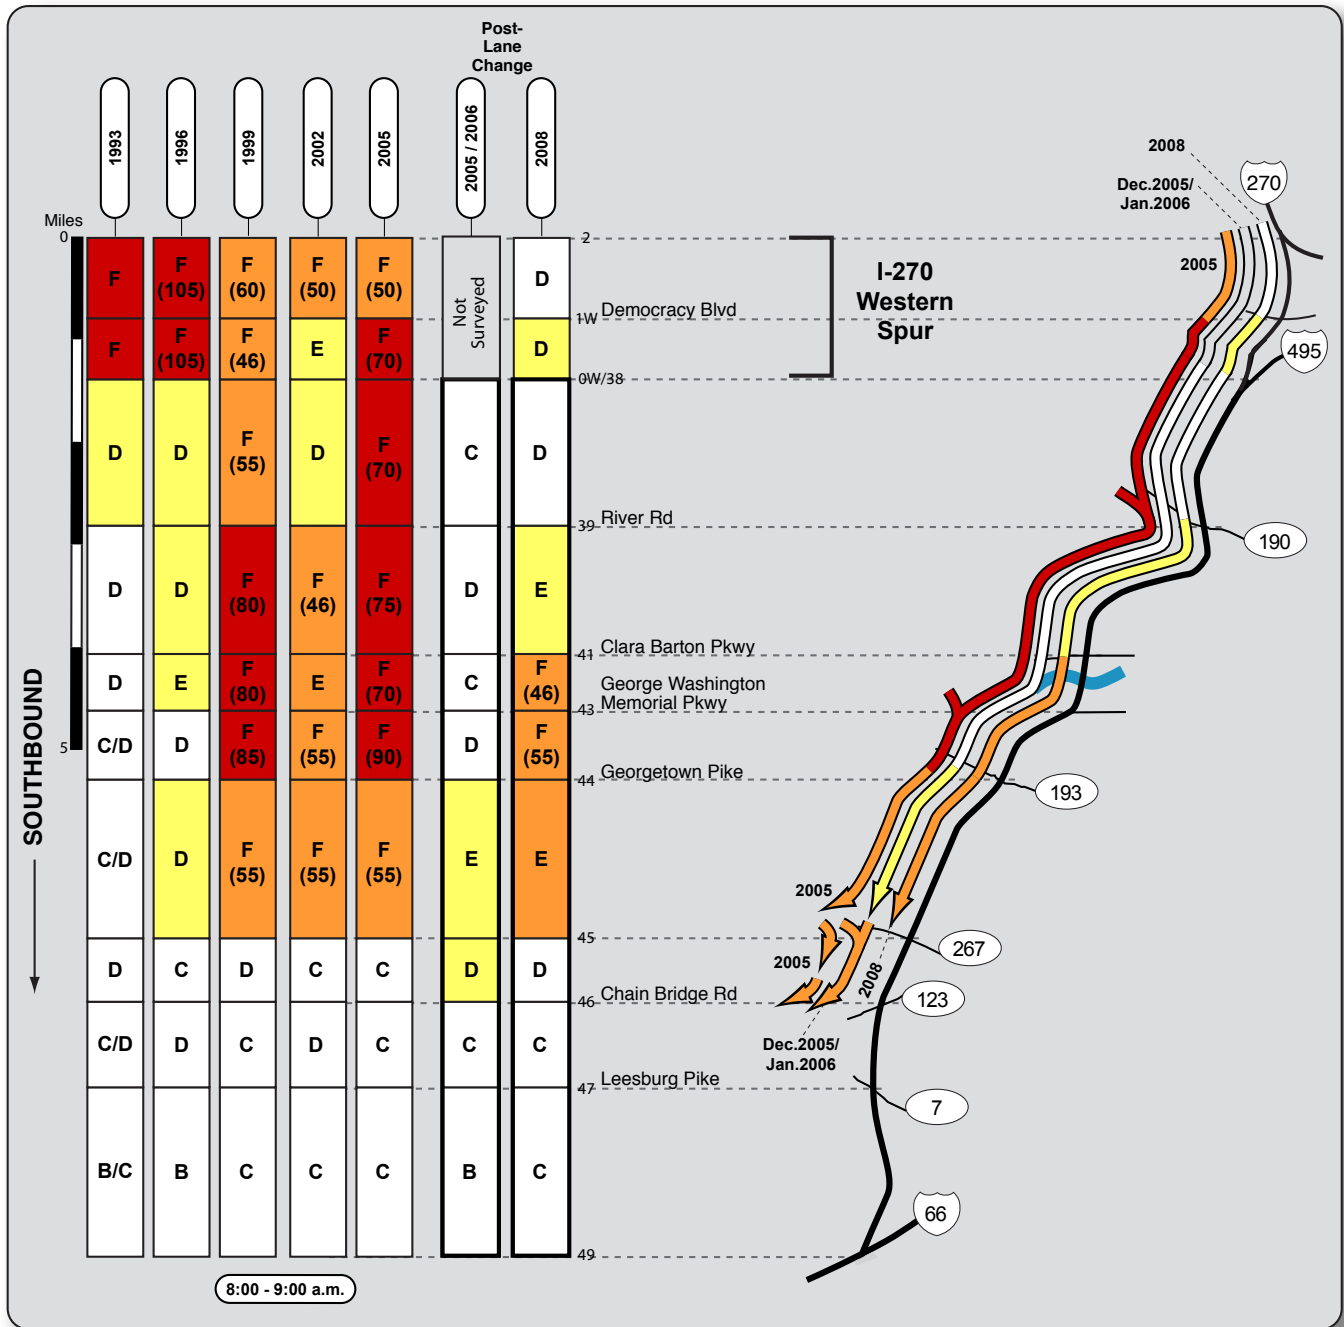 Post-
Lane
Change
1993
1996
1999
2002
2005
2005 / 2006
2008
Miles
0
5
SOUTHBOUND
F
F
D
D
D
C/D
C/D
D
C/D
B/C
F
(105)
F
(105)
D
D
E
D
D
C
D
B
F
(60)
F
(46)
F
(55)
F
(80)
F
(80)
F
(85)
F
(55)
D
C
C
F
(50)
E
D
F
(46)
E
F
(55)
F
(55)
C
D
C
F
(50)
F
(70)
F
(70)
F
(75)
F
(70)
F
(90)
F
(55)
C
C
C
Not
Surveyed
C
D
C
D
E
D
C
B
D
D
D
E
F
(46)
F
(55)
E
D
C
C
2
1W Democracy Blvd
0W/38
39 River Rd
41 Clara Barton Pkwy
George Washington
Memorial Pkwy
43
44 Georgetown Pike
45
46 Chain Bridge Rd
47 Leesburg Pike
49
8:00 - 9:00 a.m.
I-270
Western
Spur
2008
Dec.2005/
Jan.2006
2005
270
495
190
193
2005
267
2005
2008
123
Dec.2005/
Jan.2006
7
66